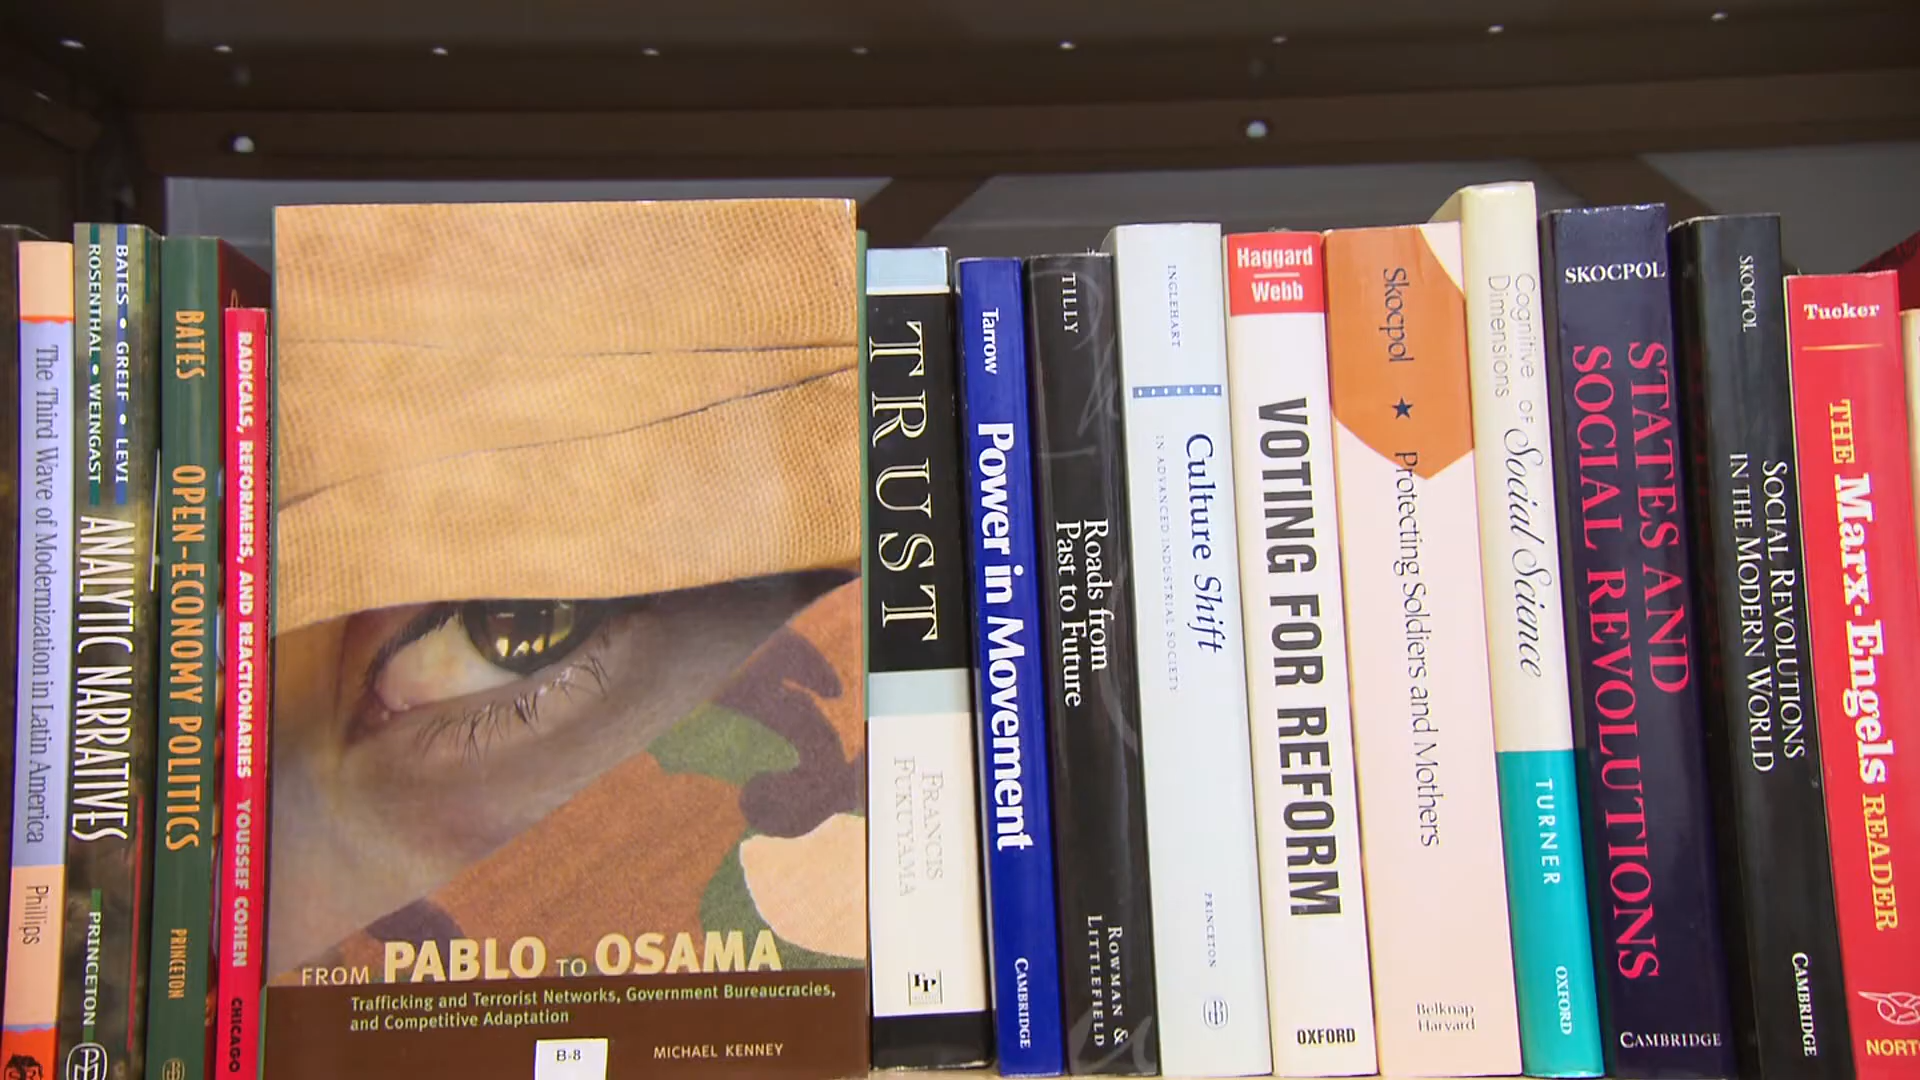 The Third Wave of Modernization in Latin America
Phillips
BATES • GREIF • LEVI
ROSENTHAL • WEINGAST
ANALYTIC NARRATIVES
PRINCETON
BATES
OPEN-ECONOMY POLITICS
PRINCETON
RADICALS, REFORMERS, AND REACTIONARIES
YOUSSEF COHEN
CHICAGO
FROM PABLO TO OSAMA
Trafficking and Terrorist Networks, Government Bureaucracies,
and Competitive Adaptation
B-8
MICHAEL KENNEY
TRUST
FRANCIS
FUKUYAMA
FP
Tarrow
Power in Movement
CAMBRIDGE
TILLY
Roads from
Past to Future
ROWMAN &
LITTLEFIELD
INGLEHART
Culture Shift
IN ADVANCED INDUSTRIAL SOCIETY
PRINCETON
Haggard
Webb
VOTING FOR REFORM
OXFORD
Skocpol
Protecting Soldiers and Mothers
Belknap
Harvard
Cognitive
Dimensions
OF Social Science
TURNER
OXFORD
SKOCPOL
STATES AND
SOCIAL REVOLUTIONS
CAMBRIDGE
SKOCPOL
SOCIAL REVOLUTIONS
IN THE MODERN WORLD
CAMBRIDGE
Tucker
THE Marx-Engels READER
NORT